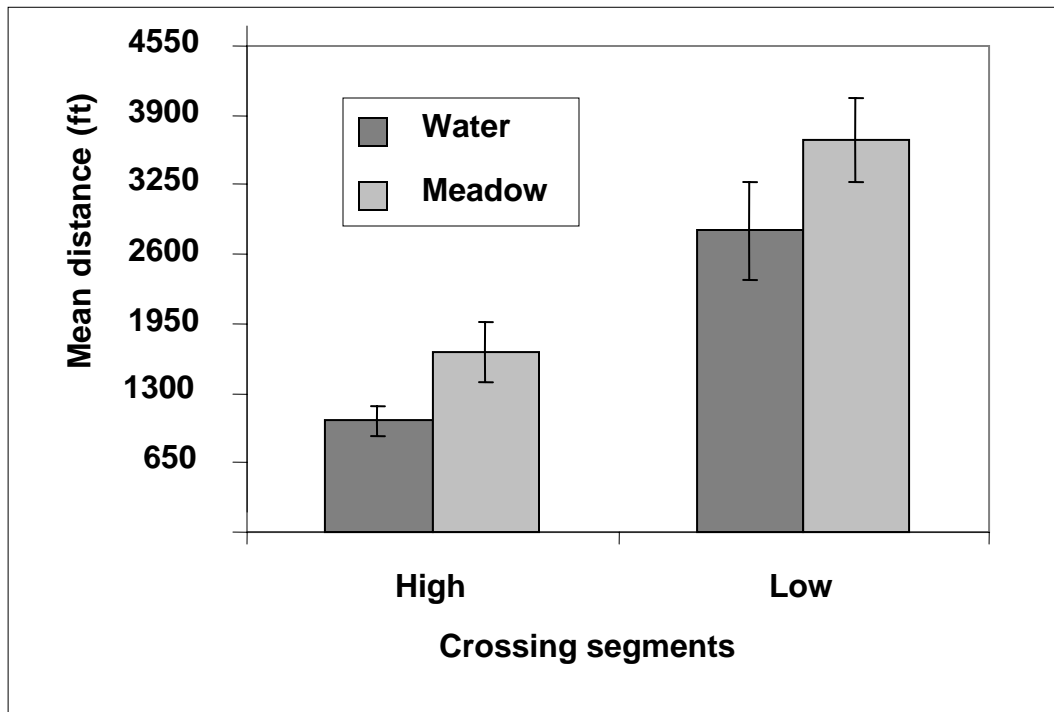 Mean distance (ft)
4550
3900
3250
2600
1950
1300
650
Water
Meadow
High
Low
Crossing segments